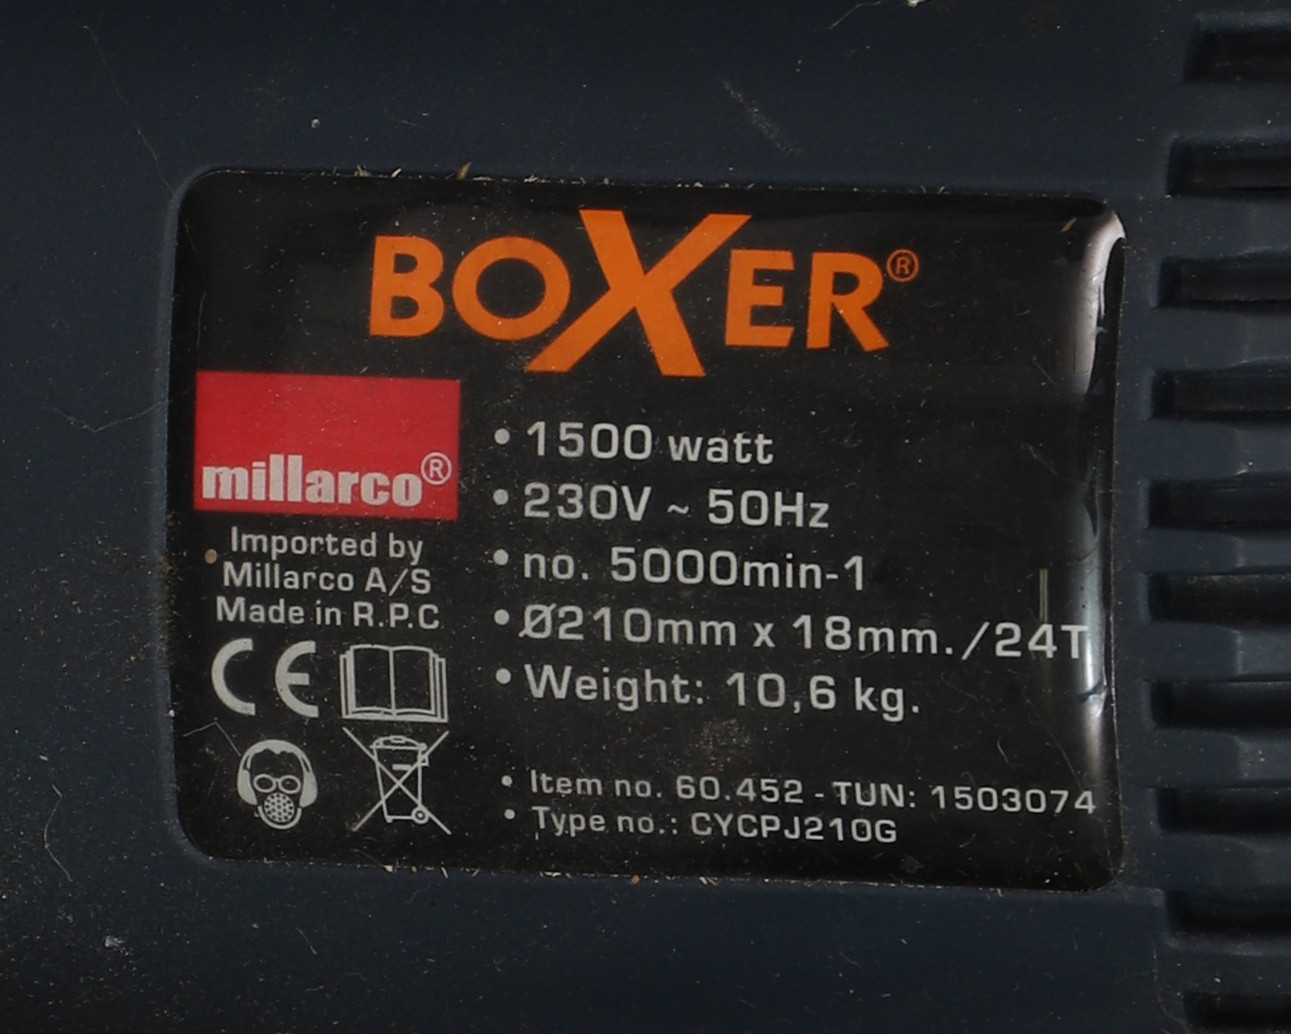 BOXER®
millarco®
Imported by
Millarco A/S
Made in R.P.C
CE
• 1500 watt
• 230V ~ 50Hz
• no. 5000min-1
• Ø210mm x 18mm./24T
• Weight: 10,6 kg.
• Item no. 60.452 - TUN: 1503074
• Type no.: CYCPJ210G